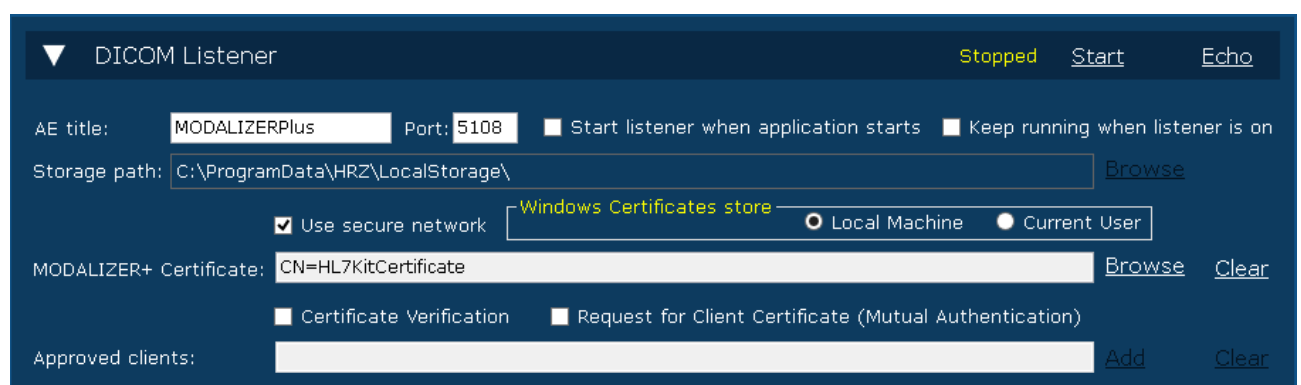 DICOM Listener Stopped Start Echo
AE title: MODALIZERPlus Port: 5108 Start listener when application starts Keep running when listener is on
Storage path: C:\ProgramData\HRZ\LocalStorage\ Browse
Windows Certificates store
Use secure network Local Machine Current User
MODALIZER+ Certificate: CN=HL7KitCertificate Browse Clear
Certificate Verification Request for Client Certificate (Mutual Authentication)
Approved clients: Add Clear